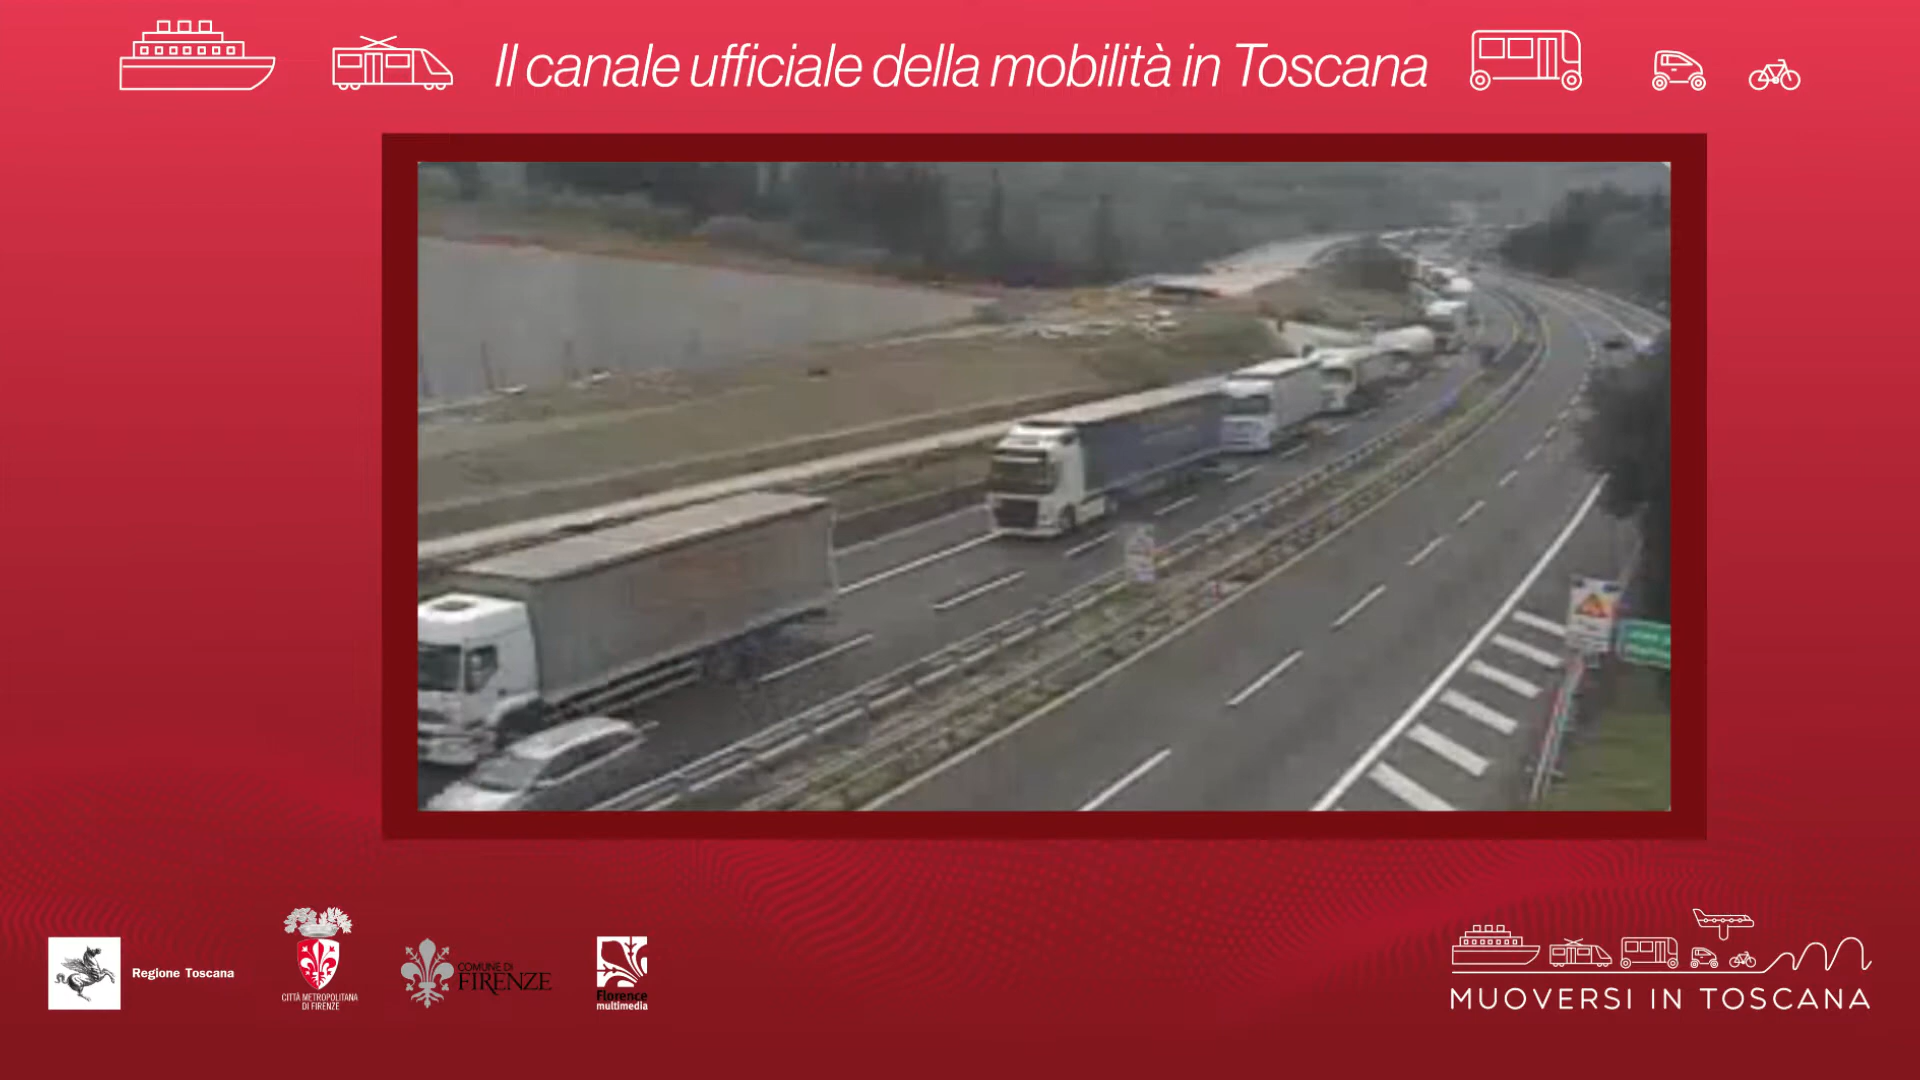 Il canale ufficiale della mobilità in Toscana
Regione Toscana
CITTÀ METROPOLITANA
DI FIRENZE
COMUNE DI
FIRENZE
Florence
multimedia
MUOVERSI IN TOSCANA